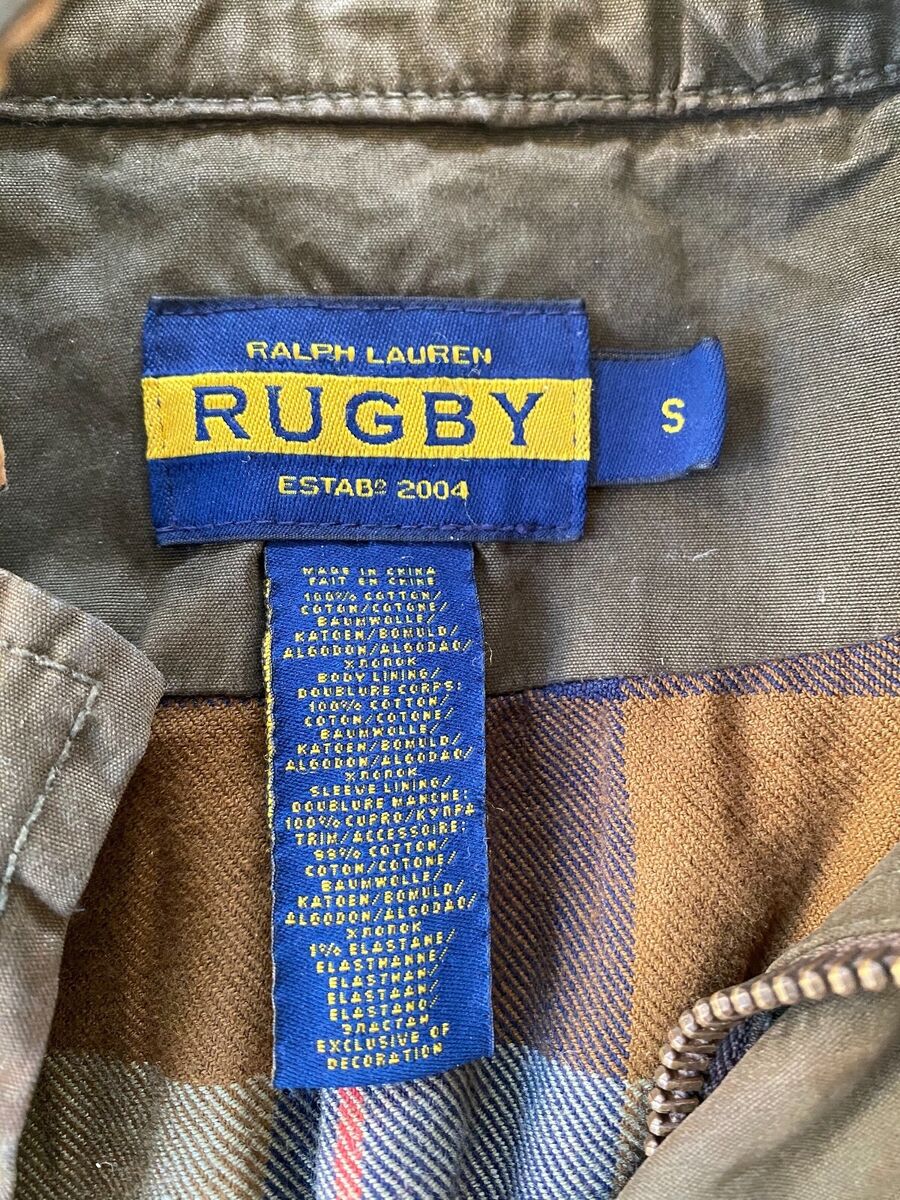 RALPH LAUREN
RUGBY
ESTABᴰ 2004
S
MADE IN CHINA
FAIT EN CHINE
100% COTTON/
COTON/COTONE/
BAUMWOLLE/
KATOEN/BOMULD/
ALGODON/ALGODAO/
ХЛОПОК
BODY LINING/
DOUBLURE CORPS:
100% COTTON/
COTON/COTONE/
BAUMWOLLE/
KATOEN/BOMULD/
ALGODON/ALGODAO/
ХЛОПОК
SLEEVE LINING/
DOUBLURE MANCHE:
100% CUPRO/КУПРА
TRIM/ACCESSOIRE:
99% COTTON/
COTON/COTONE/
BAUMWOLLE/
KATOEN/BOMULD/
ALGODON/ALGODAO/
ХЛОПОК
1% ELASTANE/
ELASTHANNE/
ELASTHAN/
ELASTAAN/
ELASTANO/
ЭЛАСТАН
EXCLUSIVE OF
DECORATION